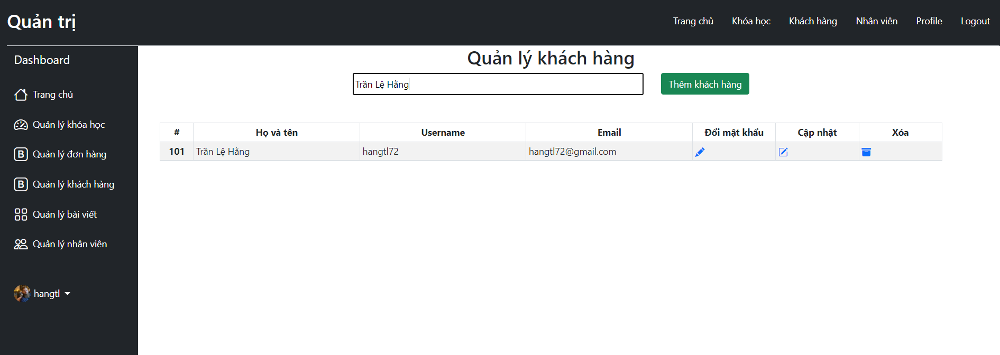 Quản trị
Trang chủ Khóa học Khách hàng Nhân viên Profile Logout
Dashboard
Trang chủ
Quản lý khóa học
B Quản lý đơn hàng
B Quản lý khách hàng
Quản lý bài viết
Quản lý nhân viên
hangtl
Quản lý khách hàng
Trần Lệ Hằng Thêm khách hàng
# Họ và tên Username Email Đổi mật khẩu Cập nhật Xóa
101 Trần Lệ Hằng hangtl72 hangtl72@gmail.com